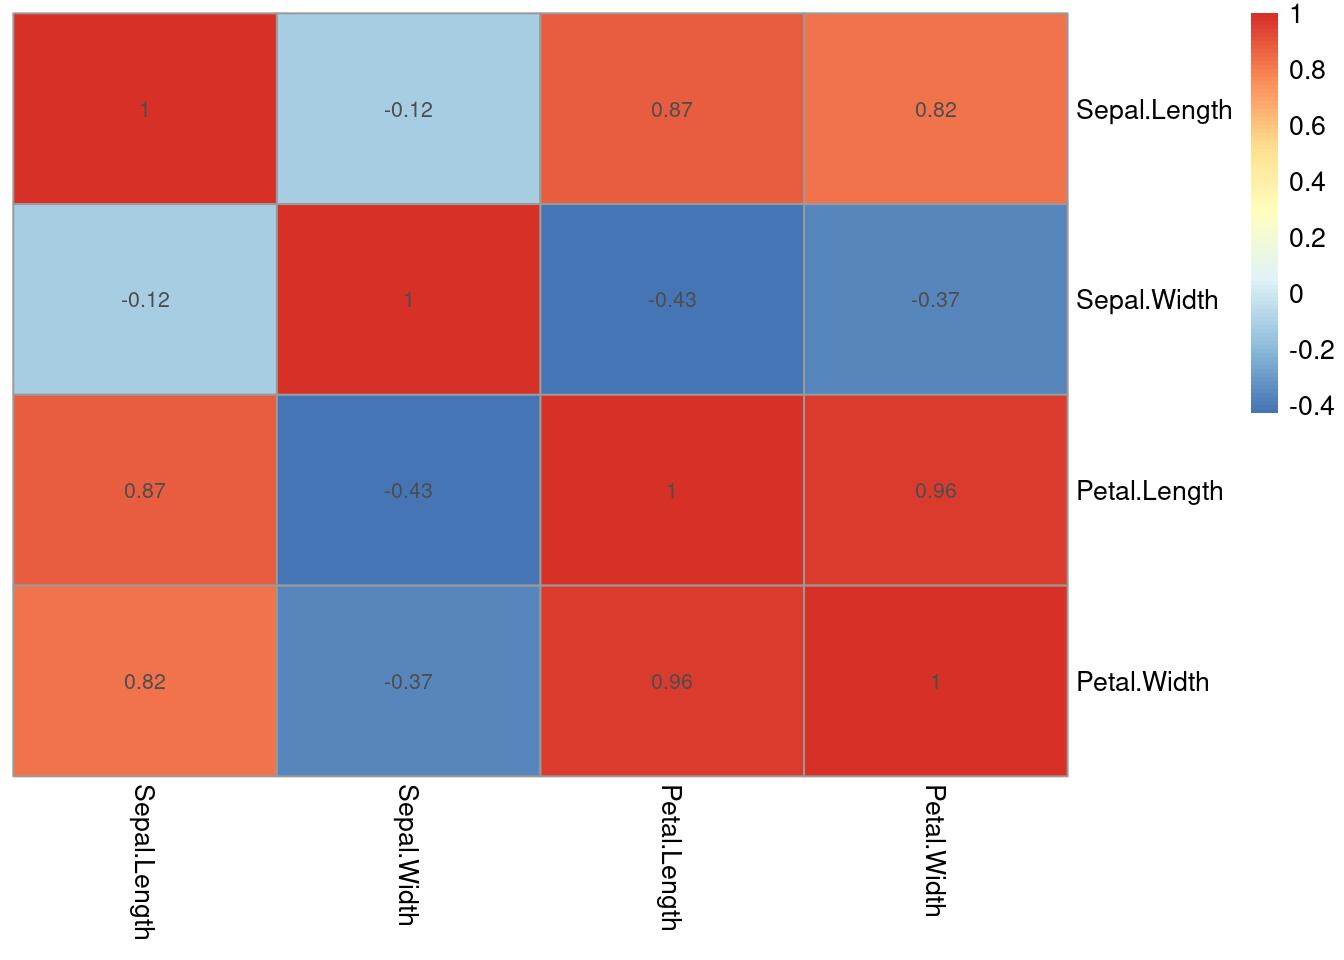 1 -0.12 0.87 0.82 Sepal.Length
-0.12 1 -0.43 -0.37 Sepal.Width
0.87 -0.43 1 0.96 Petal.Length
0.82 -0.37 0.96 1 Petal.Width
Sepal.Length Sepal.Width Petal.Length Petal.Width
1
0.8
0.6
0.4
0.2
0
-0.2
-0.4